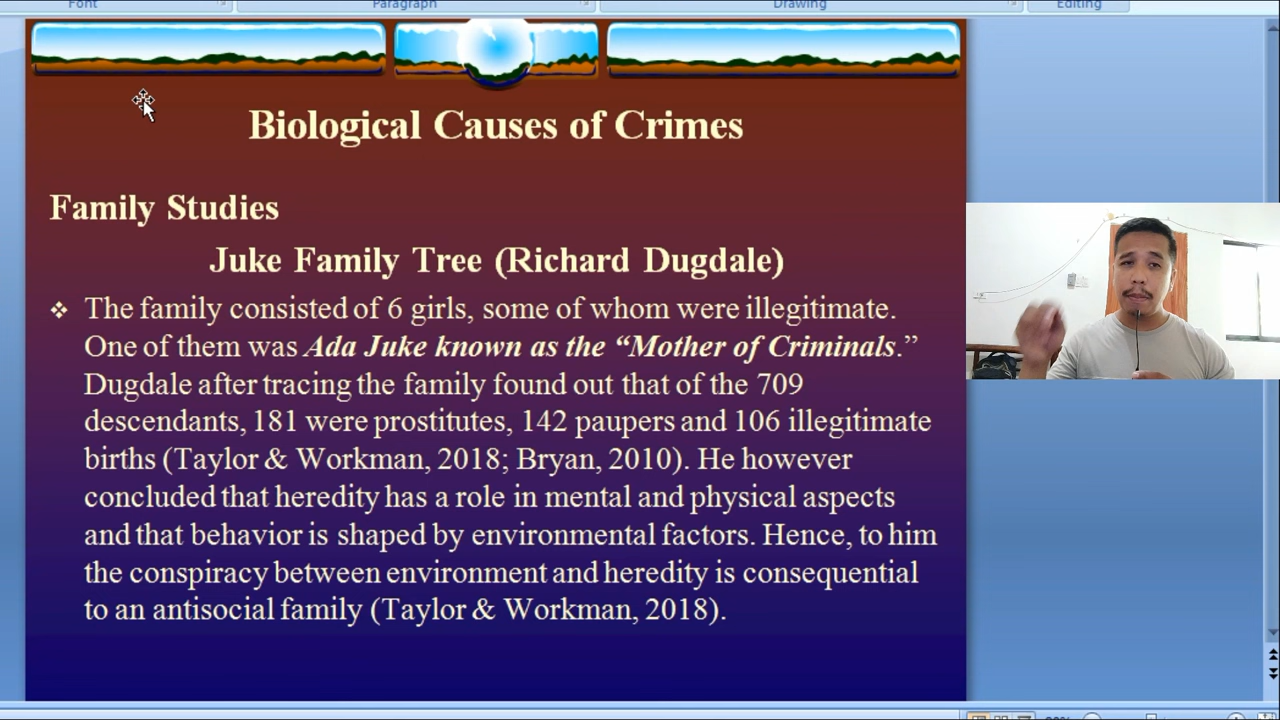 Font Paragraph Drawing Editing
Biological Causes of Crimes
Family Studies
Juke Family Tree (Richard Dugdale)
❖ The family consisted of 6 girls, some of whom were illegitimate.
One of them was Ada Juke known as the “Mother of Criminals.”
Dugdale after tracing the family found out that of the 709
descendants, 181 were prostitutes, 142 paupers and 106 illegitimate
births (Taylor & Workman, 2018; Bryan, 2010). He however
concluded that heredity has a role in mental and physical aspects
and that behavior is shaped by environmental factors. Hence, to him
the conspiracy between environment and heredity is consequential
to an antisocial family (Taylor & Workman, 2018).